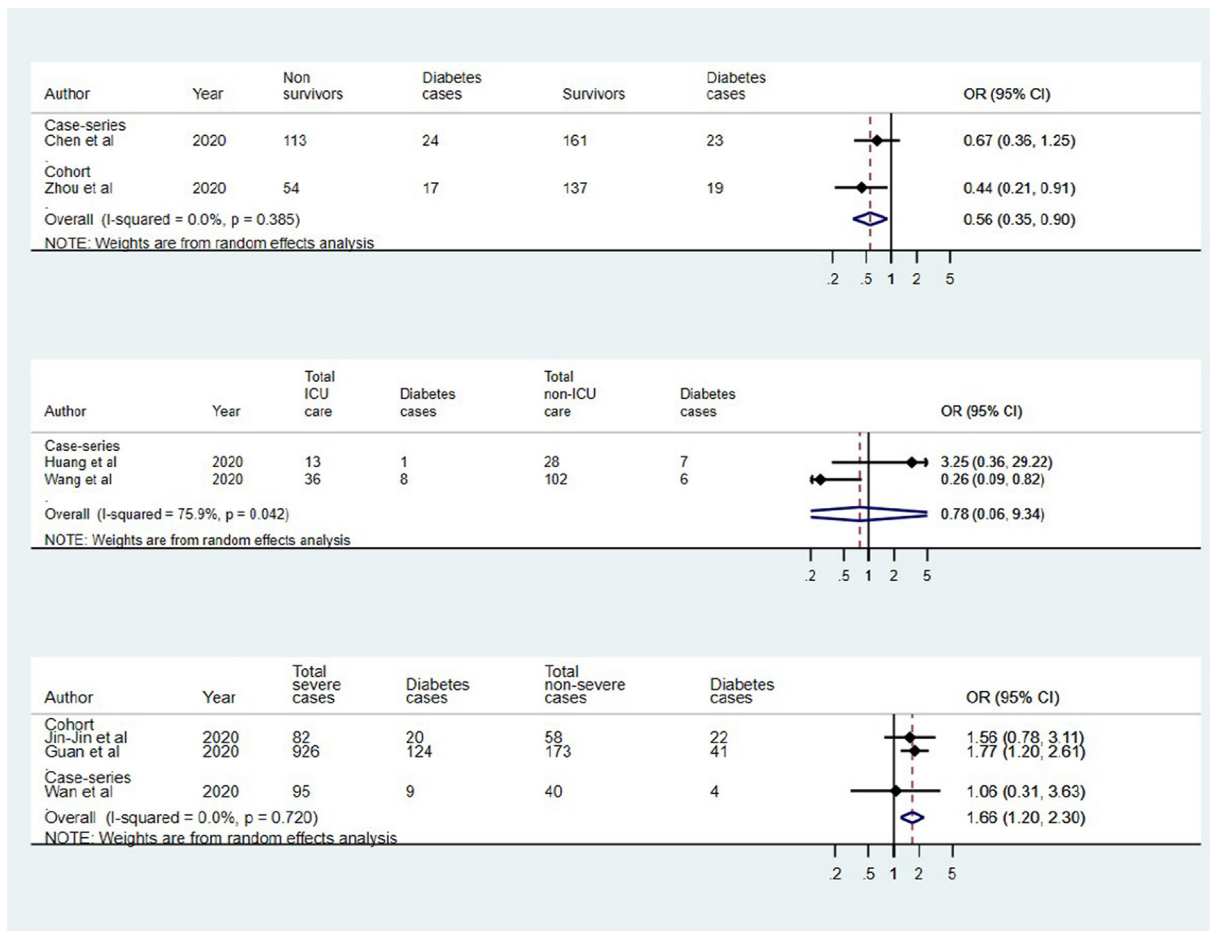 Author Year Non survivors Diabetes cases Survivors Diabetes cases OR (95% CI)
Case-series
Chen et al 2020 113 24 161 23 0.67 (0.36, 1.25)
.
Cohort
Zhou et al 2020 54 17 137 19 0.44 (0.21, 0.91)
.
Overall (I-squared = 0.0%, p = 0.385) 0.56 (0.35, 0.90)
NOTE: Weights are from random effects analysis
.2 .5 1 2 5
Author Year Total ICU care Diabetes cases Total non-ICU care Diabetes cases OR (95% CI)
Case-series
Huang et al 2020 13 1 28 7 3.25 (0.36, 29.22)
Wang et al 2020 36 8 102 6 0.26 (0.09, 0.82)
.
Overall (I-squared = 75.9%, p = 0.042) 0.78 (0.06, 9.34)
NOTE: Weights are from random effects analysis
.2 .5 1 2 5
Author Year Total severe cases Diabetes cases Total non-severe cases Diabetes cases OR (95% CI)
Cohort
Jin-Jin et al 2020 82 20 58 22 1.56 (0.78, 3.11)
Guan et al 2020 926 124 173 41 1.77 (1.20, 2.61)
.
Case-series
Wan et al 2020 95 9 40 4 1.06 (0.31, 3.63)
.
Overall (I-squared = 0.0%, p = 0.720) 1.66 (1.20, 2.30)
NOTE: Weights are from random effects analysis
.2 .5 1 2 5